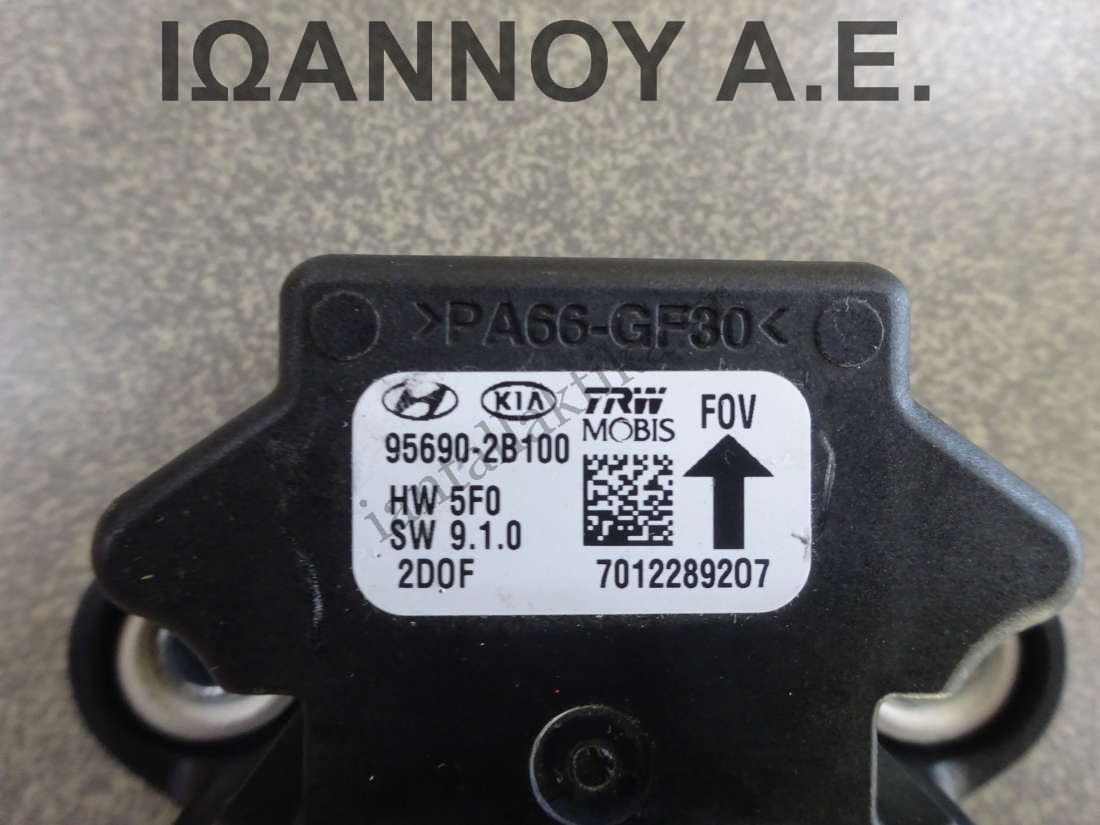 ΙΩΑΝΝΟΥ Α.Ε.
>PA66-GF30<
KIA TRW FOV
MOBIS
95690-2B100
HW 5F0
SW 9.1.0
2DOF 7012289207